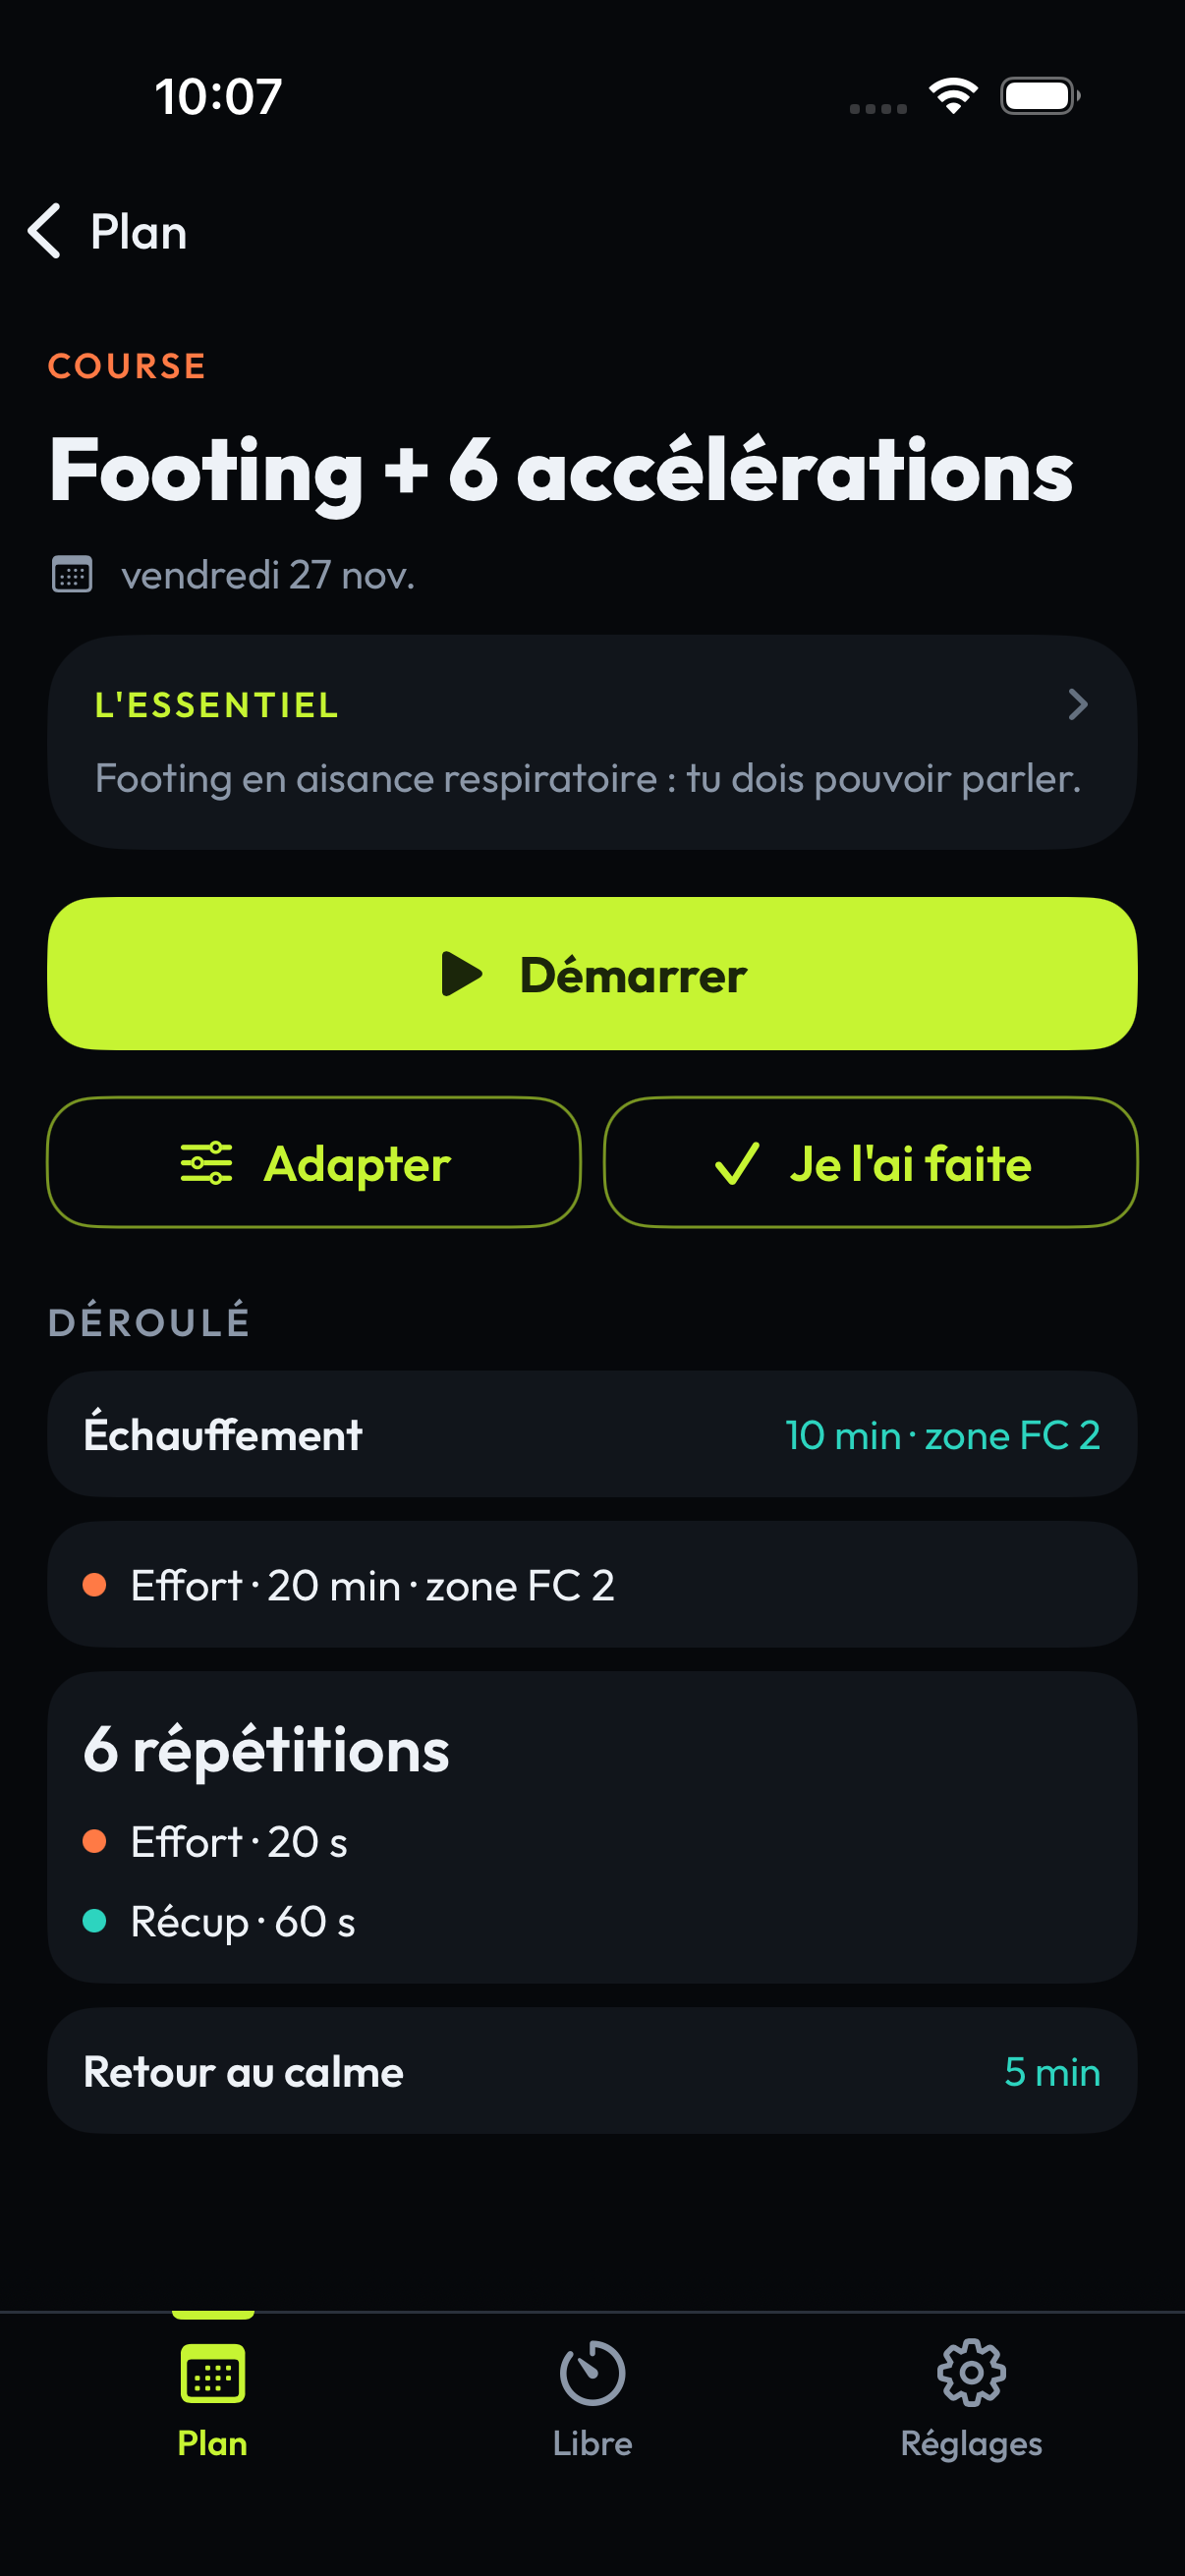 10:07
Plan
COURSE
Footing + 6 accélérations
vendredi 27 nov.
L'ESSENTIEL
Footing en aisance respiratoire : tu dois pouvoir parler.
Démarrer
Adapter
Je l'ai faite
DÉROULÉ
Échauffement
10 min · zone FC 2
Effort · 20 min · zone FC 2
6 répétitions
Effort · 20 s
Récup · 60 s
Retour au calme
5 min
Plan
Libre
Réglages